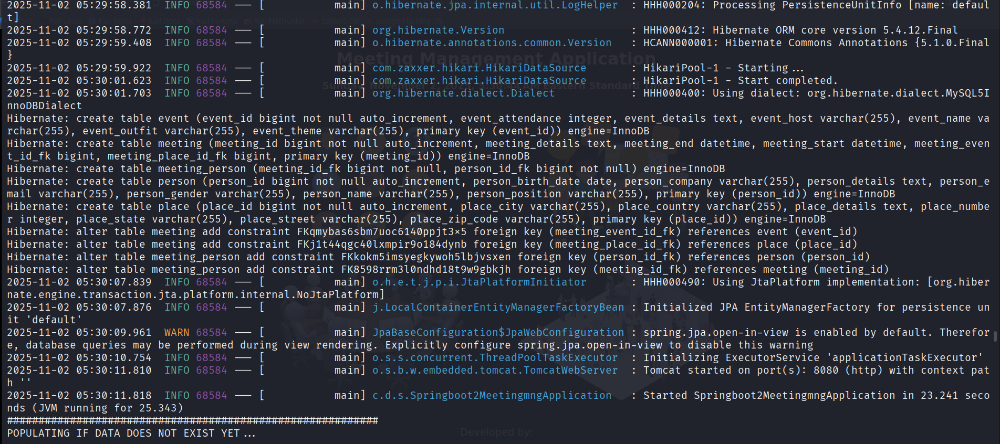 2025-11-02 05:29:58.381  INFO 68584 --- [           main] o.hibernate.jpa.internal.util.LogHelper  : HHH000204: Processing PersistenceUnitInfo [name: defaul
t]
2025-11-02 05:29:58.772  INFO 68584 --- [           main] org.hibernate.Version                    : HHH000412: Hibernate ORM core version 5.4.12.Final
2025-11-02 05:29:59.408  INFO 68584 --- [           main] o.hibernate.annotations.common.Version   : HCANN000001: Hibernate Commons Annotations {5.1.0.Final
}
Meeting Management Application
2025-11-02 05:29:59.922  INFO 68584 --- [           main] com.zaxxer.hikari.HikariDataSource       : HikariPool-1 - Starting...
2025-11-02 05:30:01.623  INFO 68584 --- [           main] com.zaxxer.hikari.HikariDataSource       : HikariPool-1 - Start completed.
2025-11-02 05:30:01.703  INFO 68584 --- [           main] org.hibernate.dialect.Dialect            : HHH000400: Using dialect: org.hibernate.dialect.MySQL5I
nnoDBDialect
Hibernate: create table event (event_id bigint not null auto_increment, event_attendance integer, event_details text, event_host varchar(255), event_name va
rchar(255), event_outfit varchar(255), event_theme varchar(255), primary key (event_id)) engine=InnoDB
Hibernate: create table meeting (meeting_id bigint not null auto_increment, meeting_details text, meeting_end datetime, meeting_start datetime, meeting_even
t_id_fk bigint, meeting_place_id_fk bigint, primary key (meeting_id)) engine=InnoDB
Hibernate: create table meeting_person (meeting_id_fk bigint not null, person_id_fk bigint not null) engine=InnoDB
Hibernate: create table person (person_id bigint not null auto_increment, person_birth_date date, person_company varchar(255), person_details text, person_e
mail varchar(255), person_gender varchar(255), person_name varchar(255), person_position varchar(255), primary key (person_id)) engine=InnoDB
Hibernate: create table place (place_id bigint not null auto_increment, place_city varchar(255), place_country varchar(255), place_details text, place_numbe
r integer, place_state varchar(255), place_street varchar(255), place_zip_code varchar(255), primary key (place_id)) engine=InnoDB
Hibernate: alter table meeting add constraint FKqmybas6sbm7uoc6140ppjt3×5 foreign key (meeting_event_id_fk) references event (event_id)
Hibernate: alter table meeting add constraint FKj1t44qgc40lxmpir9o184dynb foreign key (meeting_place_id_fk) references place (place_id)
Hibernate: alter table meeting_person add constraint FKkokm5imsyegkywoh5lbjvsxen foreign key (person_id_fk) references person (person_id)
Hibernate: alter table meeting_person add constraint FK8598rrm3l0ndhd18t9w9gbkjh foreign key (meeting_id_fk) references meeting (meeting_id)
2025-11-02 05:30:07.839  INFO 68584 --- [           main] o.h.e.t.j.p.i.JtaPlatformInitiator       : HHH000490: Using JtaPlatform implementation: [org.hiber
nate.engine.transaction.jta.platform.internal.NoJtaPlatform]
2025-11-02 05:30:07.876  INFO 68584 --- [           main] j.LocalContainerEntityManagerFactoryBean : Initialized JPA EntityManagerFactory for persistence un
it 'default'
2025-11-02 05:30:09.961  WARN 68584 --- [           main] JpaBaseConfiguration$JpaWebConfiguration : spring.jpa.open-in-view is enabled by default. Therefor
e, database queries may be performed during view rendering. Explicitly configure spring.jpa.open-in-view to disable this warning
2025-11-02 05:30:10.754  INFO 68584 --- [           main] o.s.s.concurrent.ThreadPoolTaskExecutor  : Initializing ExecutorService 'applicationTaskExecutor'
2025-11-02 05:30:11.810  INFO 68584 --- [           main] o.s.b.w.embedded.tomcat.TomcatWebServer  : Tomcat started on port(s): 8080 (http) with context pat
h ''
2025-11-02 05:30:11.818  INFO 68584 --- [           main] c.d.s.Springboot2MeetingmngApplication   : Started Springboot2MeetingmngApplication in 23.241 seco
nds (JVM running for 25.343)
###########################################################
POPULATING IF DATA DOES NOT EXIST YET...
Developed by: